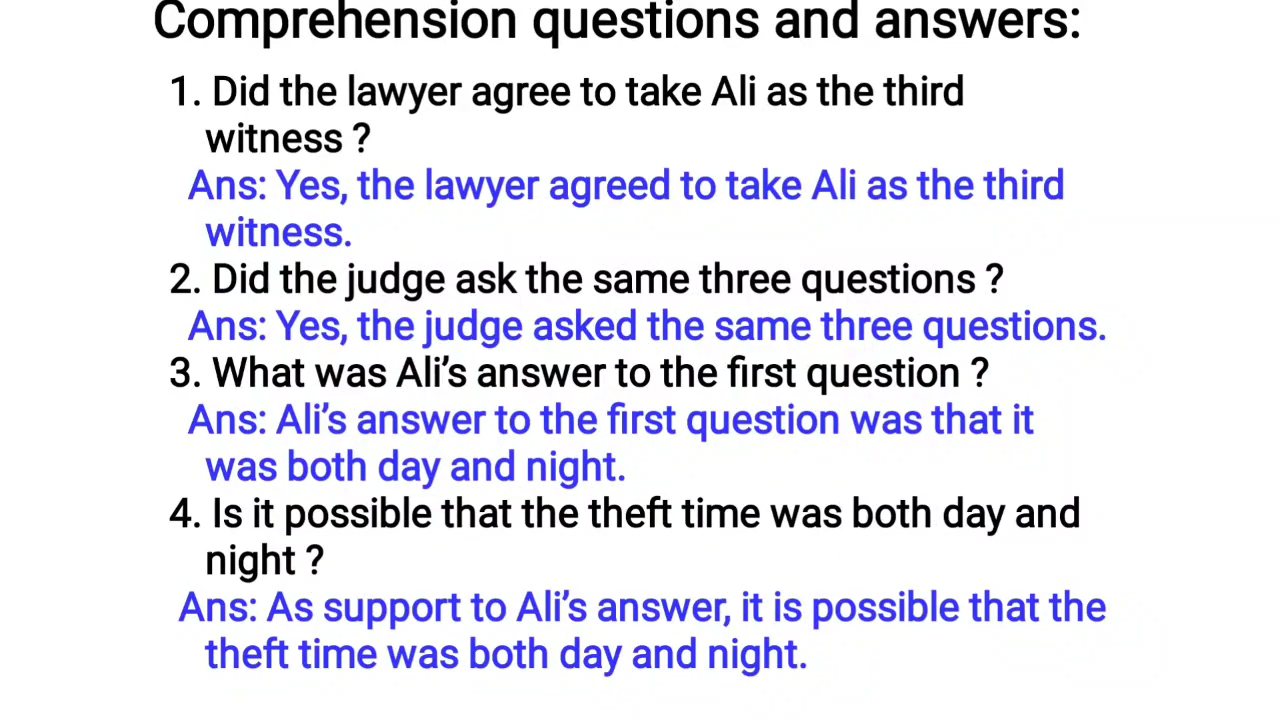 Comprehension questions and answers:
1. Did the lawyer agree to take Ali as the third
witness ?
Ans: Yes, the lawyer agreed to take Ali as the third
witness.
2. Did the judge ask the same three questions ?
Ans: Yes, the judge asked the same three questions.
3. What was Ali’s answer to the first question ?
Ans: Ali’s answer to the first question was that it
was both day and night.
4. Is it possible that the theft time was both day and
night ?
Ans: As support to Ali’s answer, it is possible that the
theft time was both day and night.